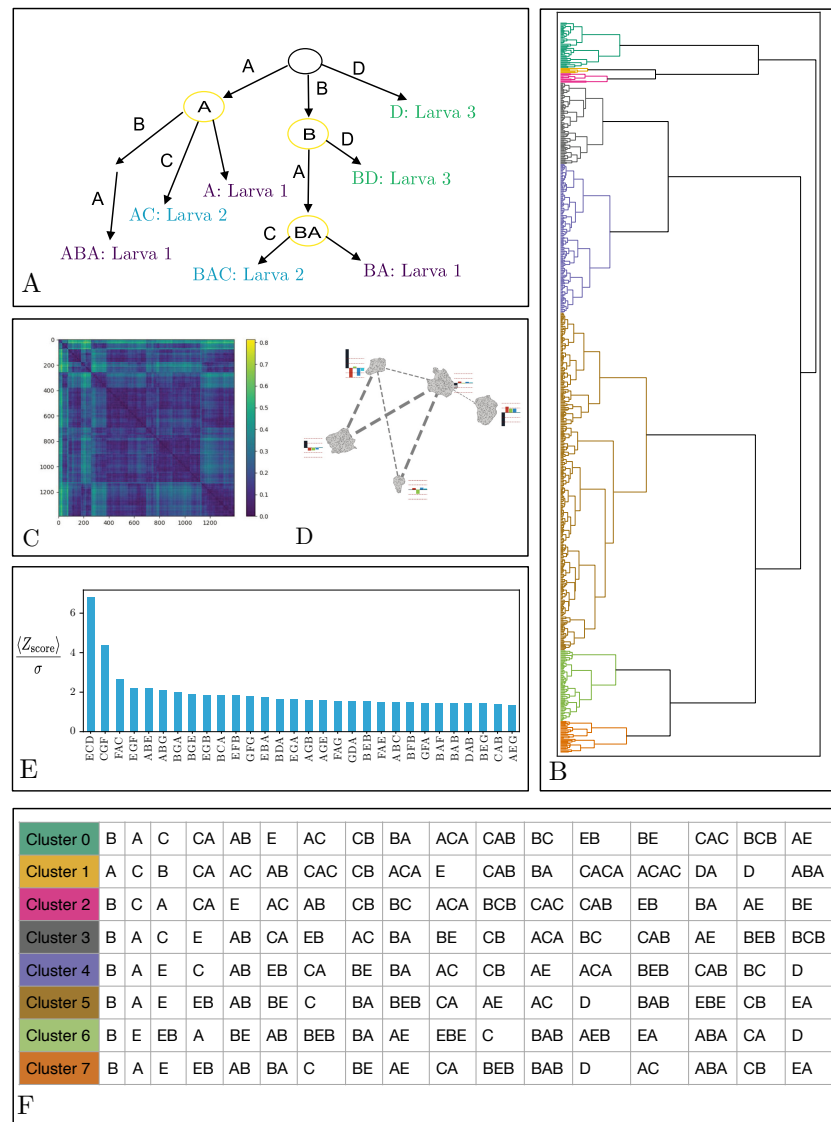 A
D
B
A
B
D: Larva 3
B
C
D
A
A: Larva 1
BD: Larva 3
A
AC: Larva 2
BA
ABA: Larva 1
C
BAC: Larva 2
BA: Larva 1
A
B
0
200
400
600
800
1000
1200
0 200 400 600 800 1000 1200
0.8
0.7
0.6
0.5
0.4
0.3
0.2
0.1
0.0
C
D
⟨Z_score⟩
σ
6
4
2
0
ECD CGF FAC EGF ABE ABG BGA BGE EGB BCA EFB GFG EBA BDA EGA AGB AGE FAG GDA BEB FAE ABC BFB GFA BAF BAB DAB BEG CAB AEG
E
Cluster 0 B A C CA AB E AC CB BA ACA CAB BC EB BE CAC BCB AE
Cluster 1 A C B CA AC AB CAC CB ACA E CAB BA CACA ACAC DA D ABA
Cluster 2 B C A CA E AC AB CB BC ACA BCB CAC CAB EB BA AE BE
Cluster 3 B A C E AB CA EB AC BA BE CB ACA BC CAB AE BEB BCB
Cluster 4 B A E C AB EB CA BE BA AC CB AE ACA BEB CAB BC D
Cluster 5 B A E EB AB BE C BA BEB CA AE AC D BAB EBE CB EA
Cluster 6 B E EB A BE AB BEB BA AE EBE C BAB AEB EA ABA CA D
Cluster 7 B A E EB AB BA C BE AE CA BEB BAB D AC ABA CB EA
F